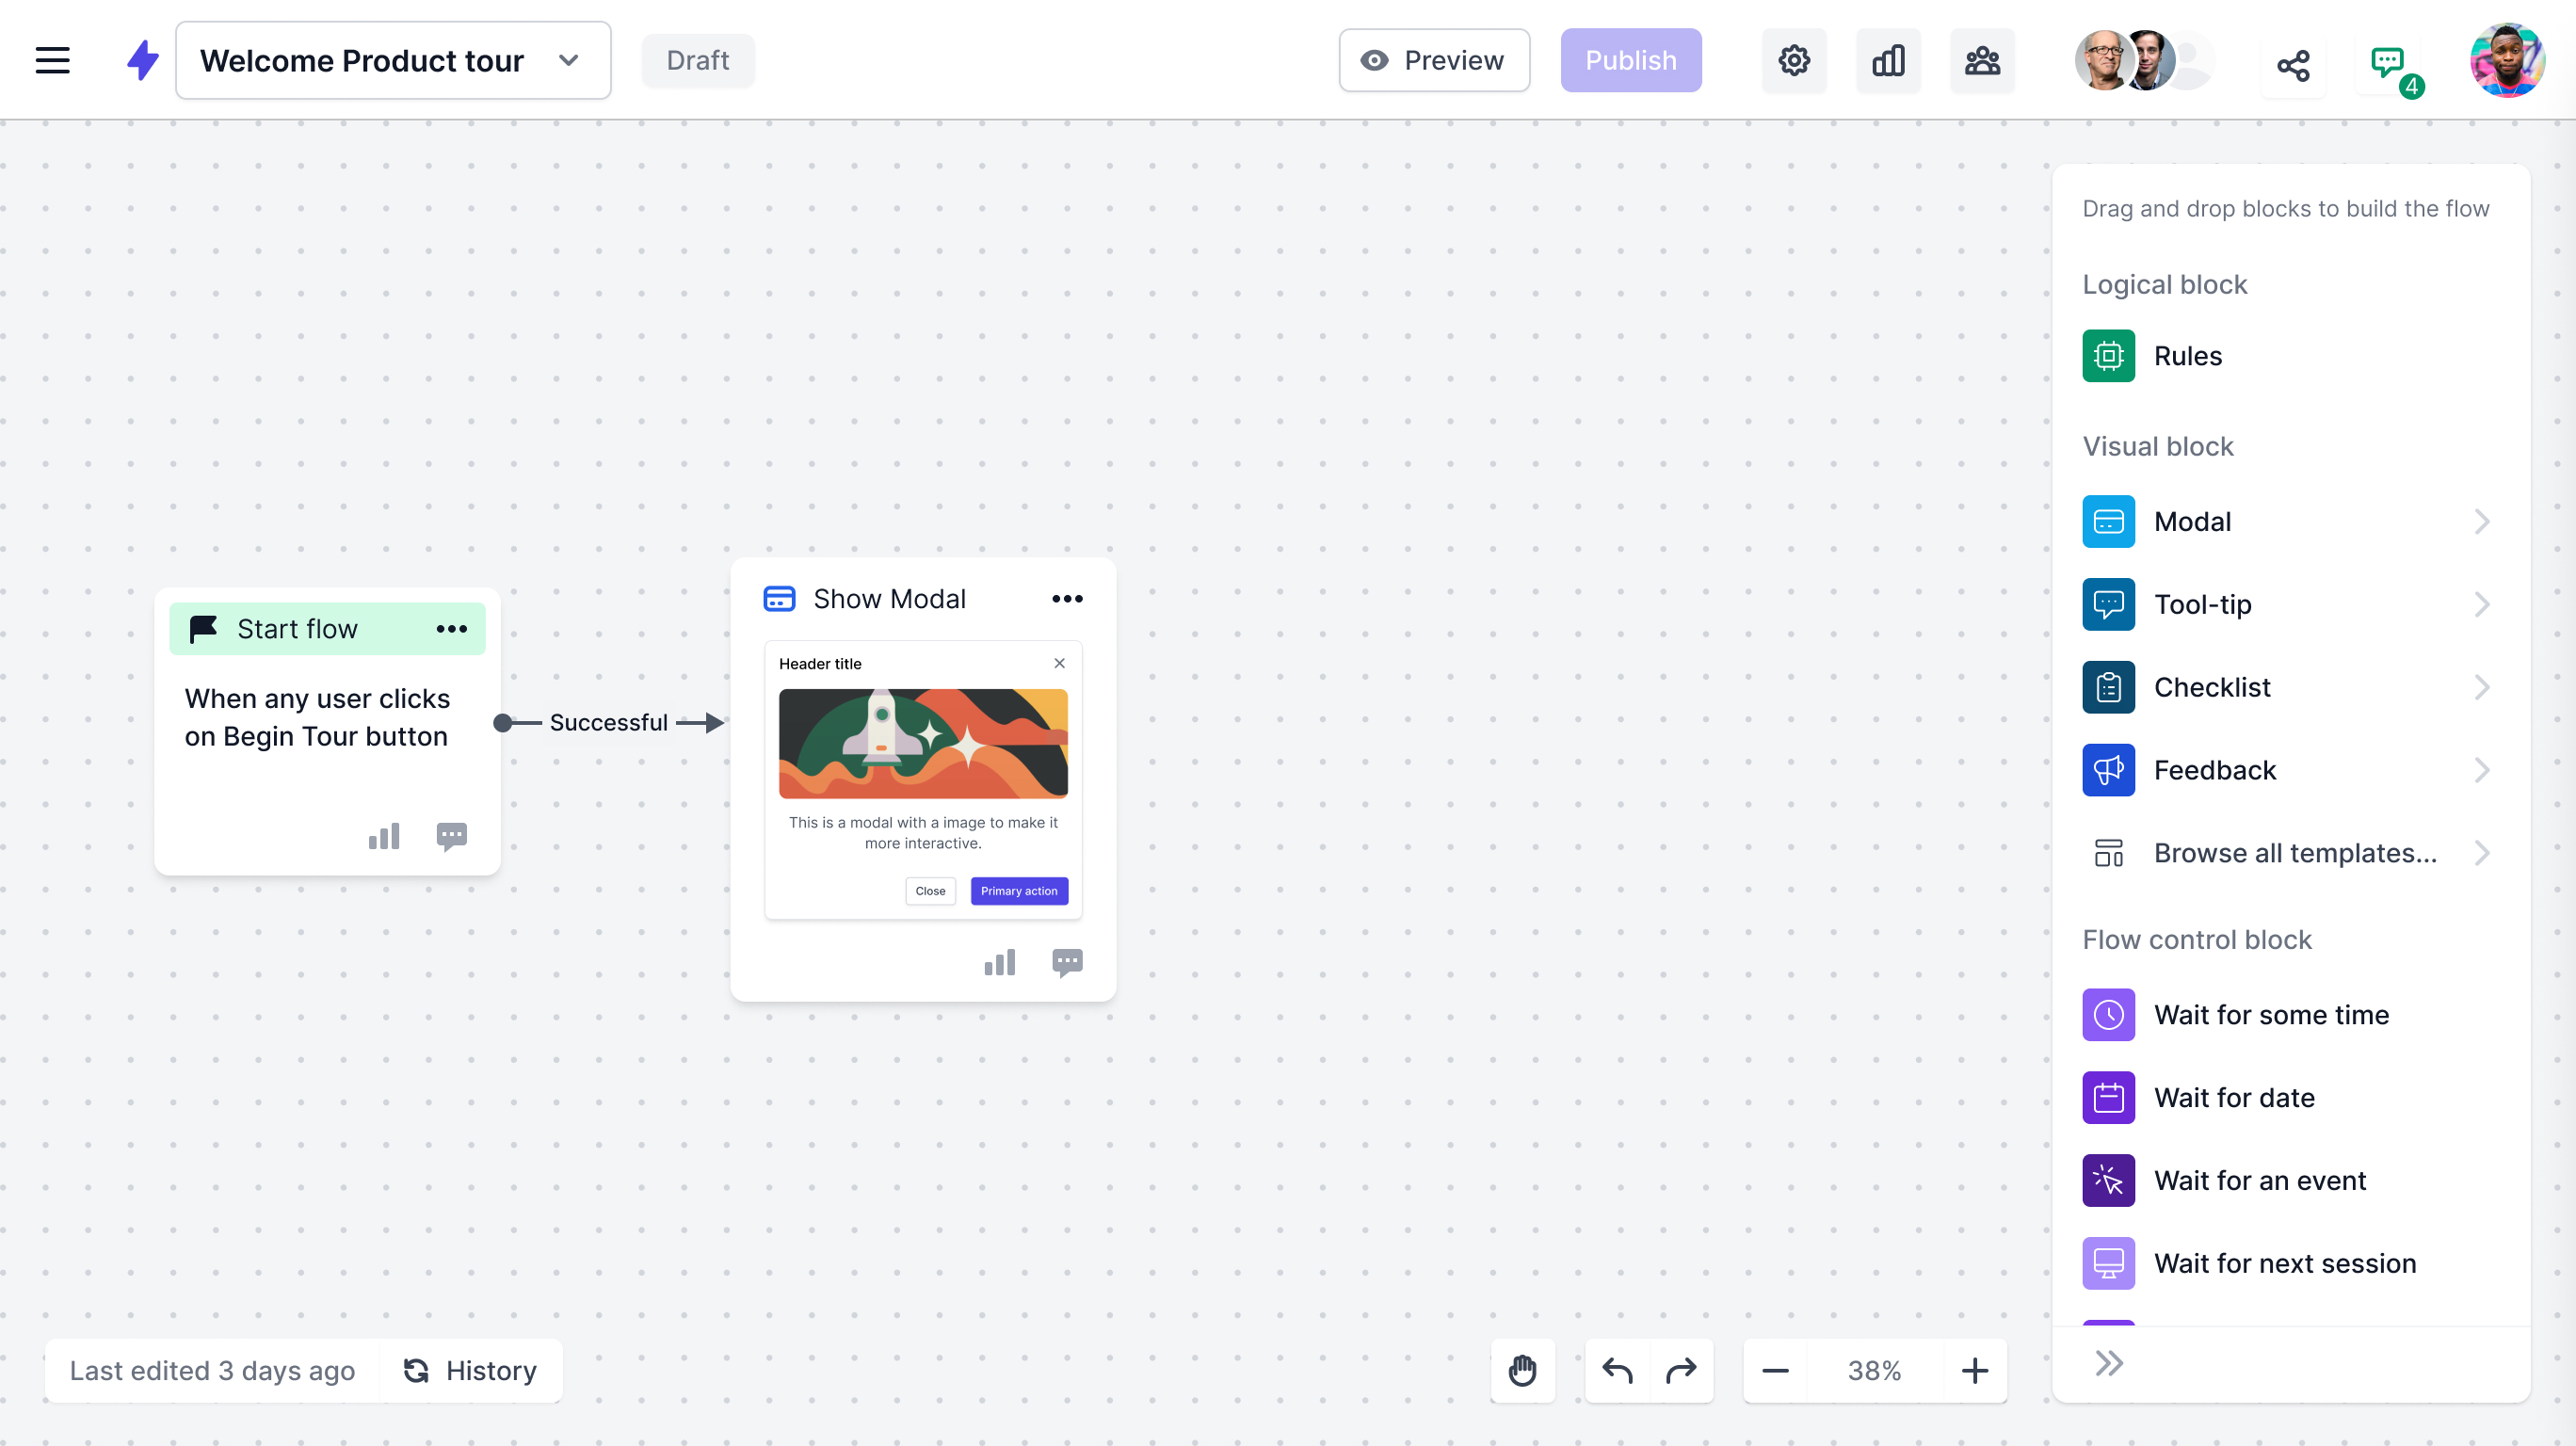 Welcome Product tour
Draft
Preview
Publish
4
Drag and drop blocks to build the flow
Logical block
Rules
Visual block
Modal
Tool-tip
Checklist
Feedback
Browse all templates...
Flow control block
Wait for some time
Wait for date
Wait for an event
Wait for next session
Start flow
When any user clicks
on Begin Tour button
Successful
Show Modal
Header title
This is a modal with a image to make it
more interactive.
Close
Primary action
Last edited 3 days ago
History
38%